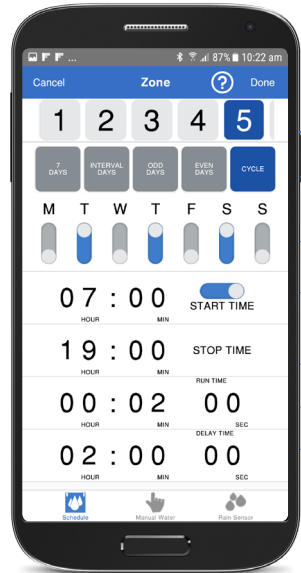 ... 87% 10:22 am
Cancel Zone ? Done
1 2 3 4 5
7 DAYS INTERVAL DAYS ODD DAYS EVEN DAYS CYCLE
M T W T F S S
07:00 START TIME
HOUR MIN
19:00 STOP TIME
HOUR MIN
RUN TIME
00:02 00
HOUR MIN SEC
DELAY TIME
02:00 00
HOUR MIN SEC
Schedule Manual Water Rain Sensor